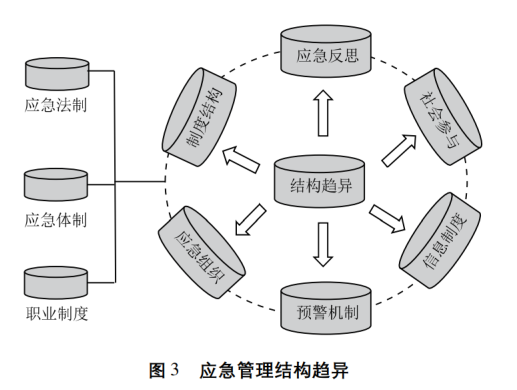 应急反思
制度结构
社会参与
应急法制
结构趋异
应急体制
应急组织
信息制度
预警机制
职业制度
图3 应急管理结构趋异